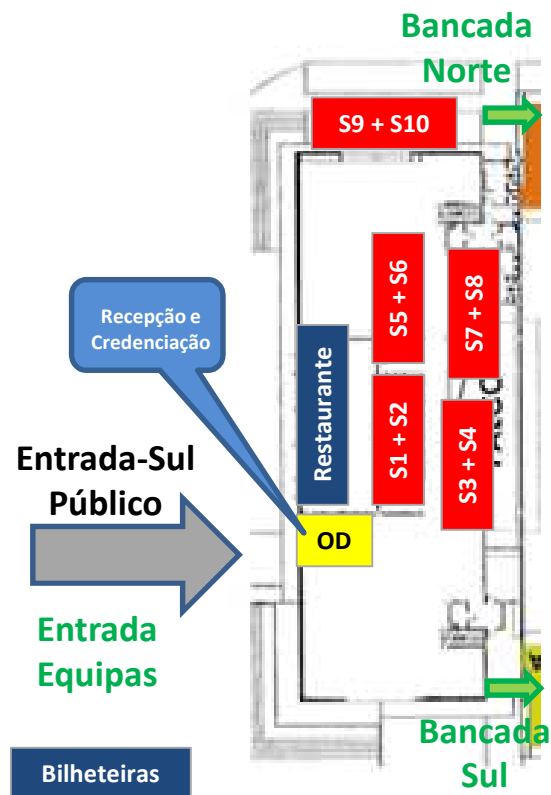 Bancada
Norte
S9 + S10
S5 + S6
S7 + S8
Recepção e
Credenciação
Restaurante
S1 + S2
S3 + S4
Entrada-Sul
Público
OD
Entrada
Equipas
Bancada
Sul
Bilheteiras